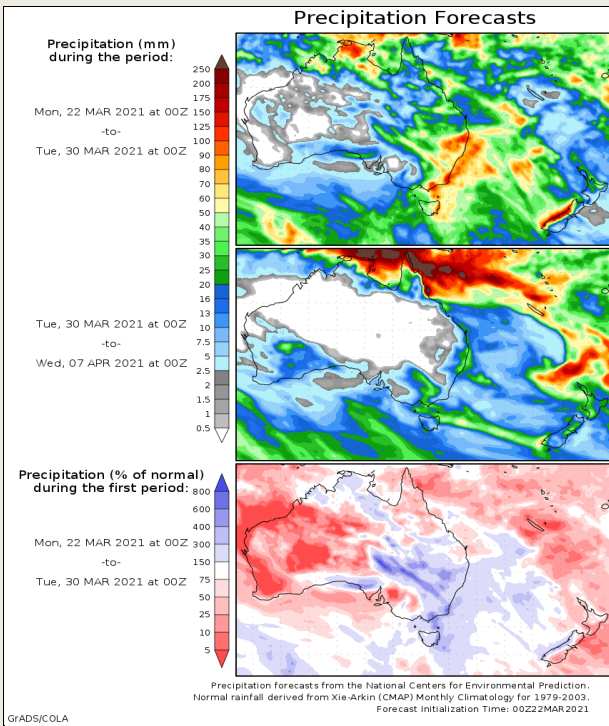 Precipitation Forecasts
Precipitation (mm)
during the period:
Mon, 22 MAR 2021 at 00Z
-to-
Tue, 30 MAR 2021 at 00Z
250
200
175
150
125
100
90
80
70
60
50
40
35
30
25
20
16
13
10
7.5
5
2.5
2
1.5
1
0.5
Tue, 30 MAR 2021 at 00Z
-to-
Wed, 07 APR 2021 at 00Z
Precipitation (% of normal)
during the first period:
Mon, 22 MAR 2021 at 00Z
-to-
Tue, 30 MAR 2021 at 00Z
800
600
400
300
150
75
50
25
10
5
Precipitation forecasts from the National Centers for Environmental Prediction.
Normal rainfall derived from Xie-Arkin (CMAP) Monthly Climatology for 1979-2003.
Forecast Initialization Time: 00Z22MAR2021
GrADS/COLA